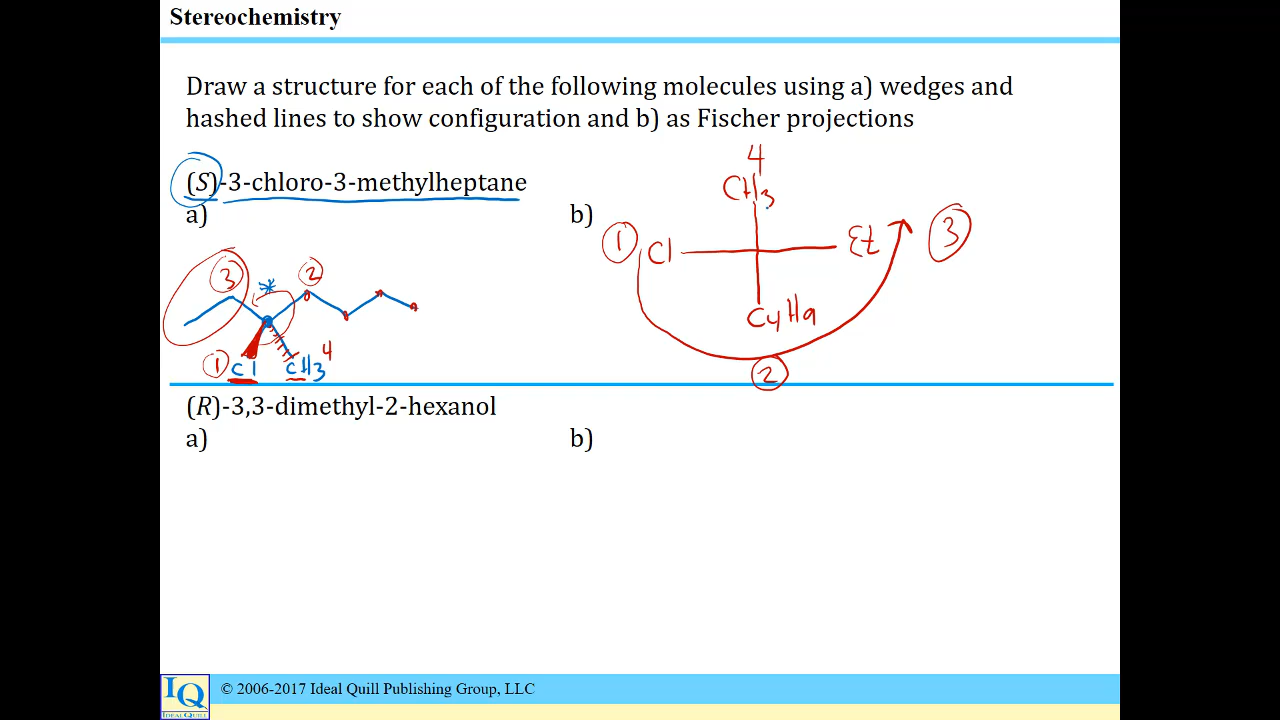 Stereochemistry
Draw a structure for each of the following molecules using a) wedges and
hashed lines to show configuration and b) as Fischer projections
(S)-3-chloro-3-methylheptane
a)
3
*
2
1
Cl
CH3
4
b)
4
CH3
1
Cl
Et
3
C4H9
2
(R)-3,3-dimethyl-2-hexanol
a)
b)
IQ
IDEAL QUILL
© 2006-2017 Ideal Quill Publishing Group, LLC